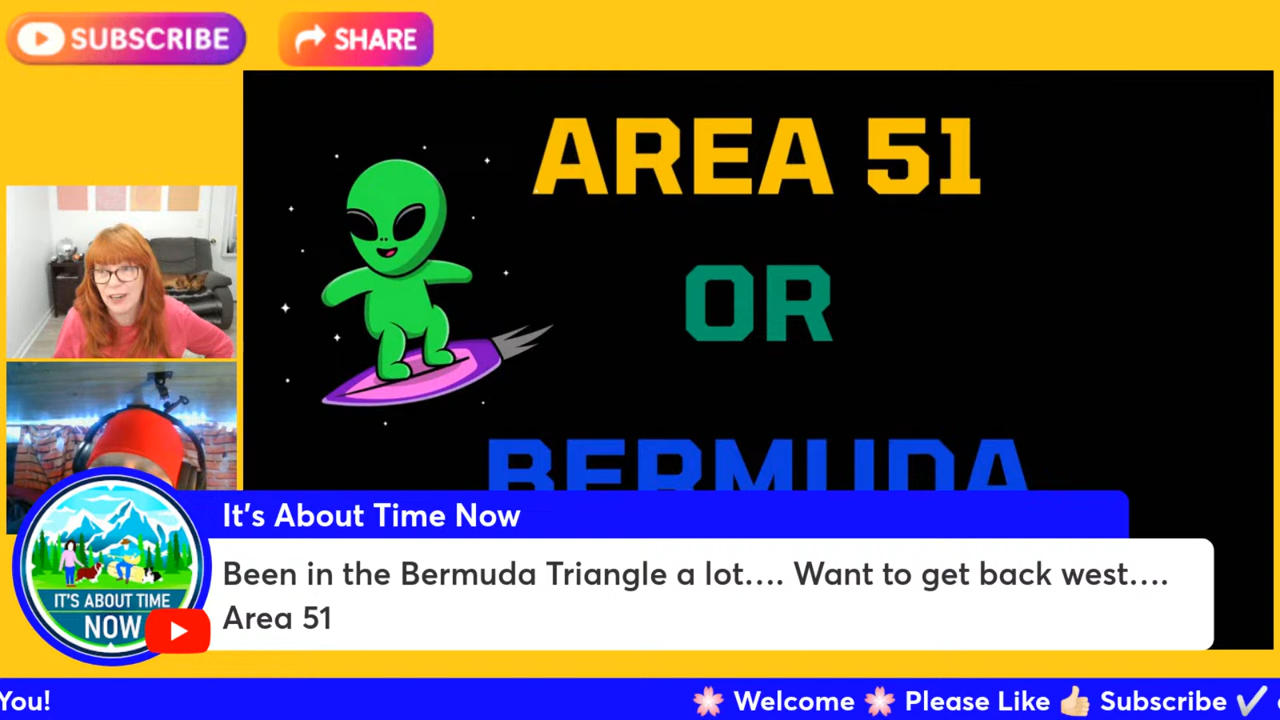 SUBSCRIBE
SHARE
AREA 51
OR
BERMUDA
It's About Time Now
Been in the Bermuda Triangle a lot.... Want to get back west....
Area 51
IT'S ABOUT TIME
NOW
You! 🌸 Welcome 🌸 Please Like 👍🏼 Subscribe ✔️